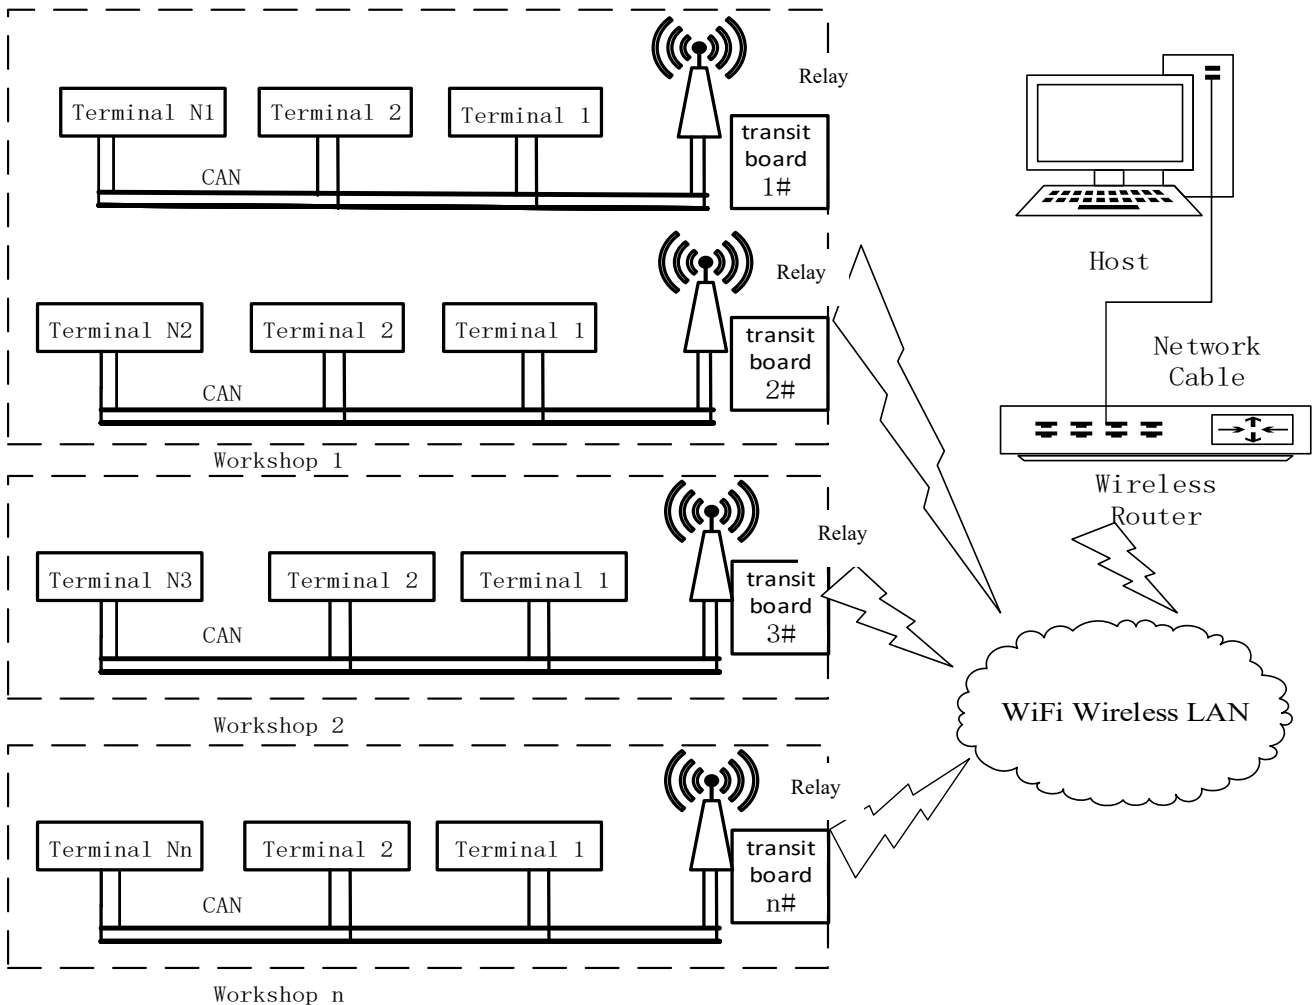 Relay
Terminal N1
Terminal 2
Terminal 1
transit
board
1#
CAN
Host
Relay
Terminal N2
Terminal 2
Terminal 1
transit
board
2#
CAN
Network
Cable
Workshop 1
Wireless
Router
Relay
Terminal N3
Terminal 2
Terminal 1
transit
board
3#
CAN
WiFi Wireless LAN
Workshop 2
Relay
Terminal Nn
Terminal 2
Terminal 1
transit
board
n#
CAN
Workshop n